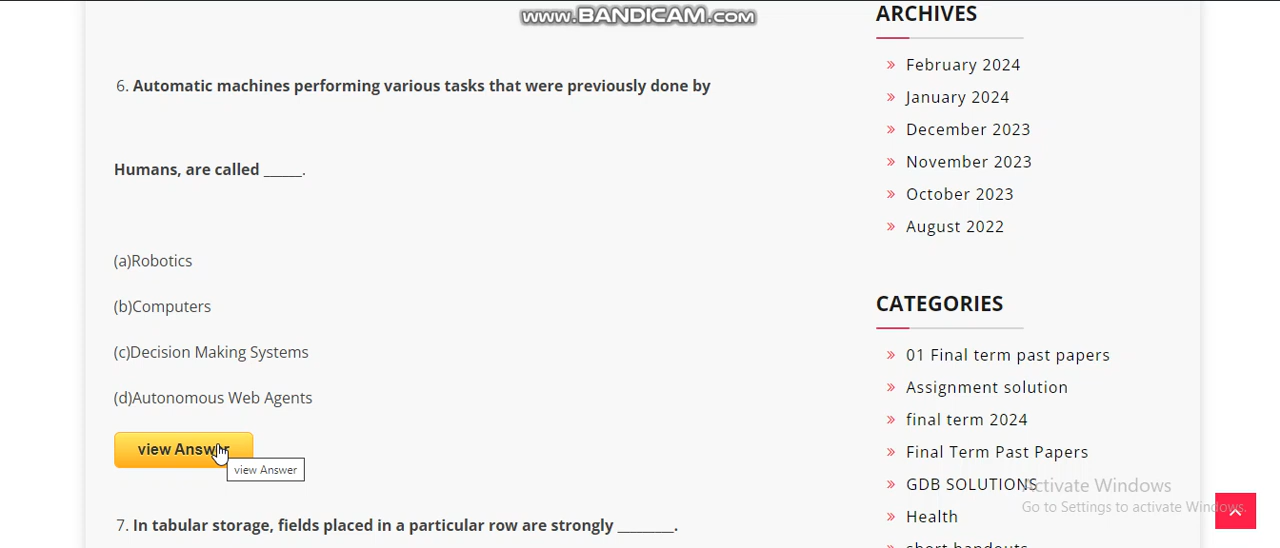 www.BANDICAM.com
6. Automatic machines performing various tasks that were previously done by
Humans, are called _____.
(a)Robotics
(b)Computers
(c)Decision Making Systems
(d)Autonomous Web Agents
view Answer
view Answer
7. In tabular storage, fields placed in a particular row are strongly _______.
ARCHIVES
» February 2024
» January 2024
» December 2023
» November 2023
» October 2023
» August 2022
CATEGORIES
» 01 Final term past papers
» Assignment solution
» final term 2024
» Final Term Past Papers
» GDB SOLUTIONS
Activate Windows
Go to Settings to activate Windows.
» Health
short handouts